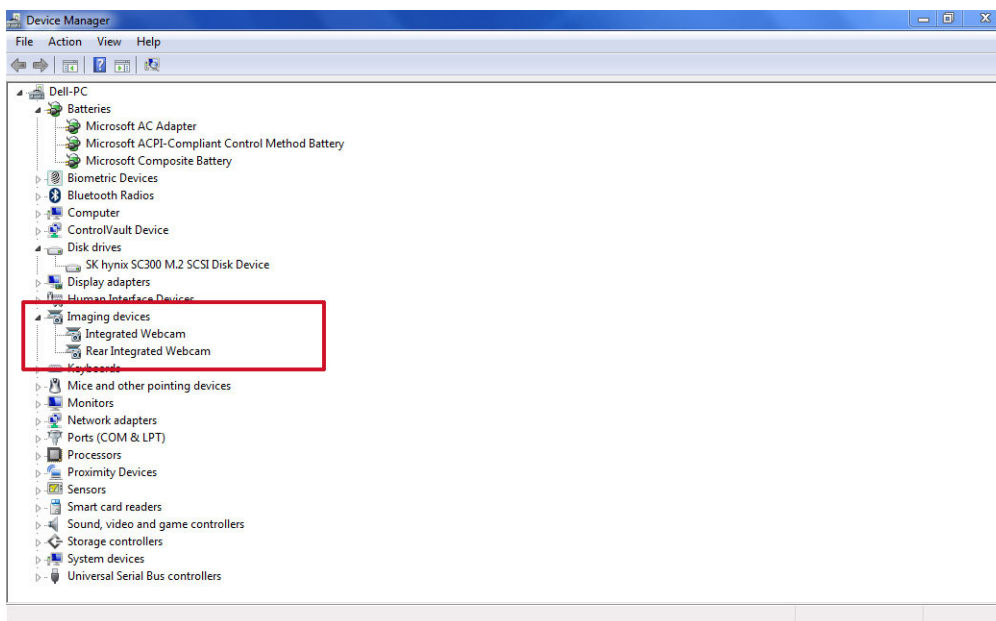 Device Manager
File Action View Help
Dell-PC
Batteries
Microsoft AC Adapter
Microsoft ACPI-Compliant Control Method Battery
Microsoft Composite Battery
Biometric Devices
Bluetooth Radios
Computer
ControlVault Device
Disk drives
SK hynix SC300 M.2 SCSI Disk Device
Display adapters
Human Interface Devices
Imaging devices
Integrated Webcam
Rear Integrated Webcam
Keyboards
Mice and other pointing devices
Monitors
Network adapters
Ports (COM & LPT)
Processors
Proximity Devices
Sensors
Smart card readers
Sound, video and game controllers
Storage controllers
System devices
Universal Serial Bus controllers